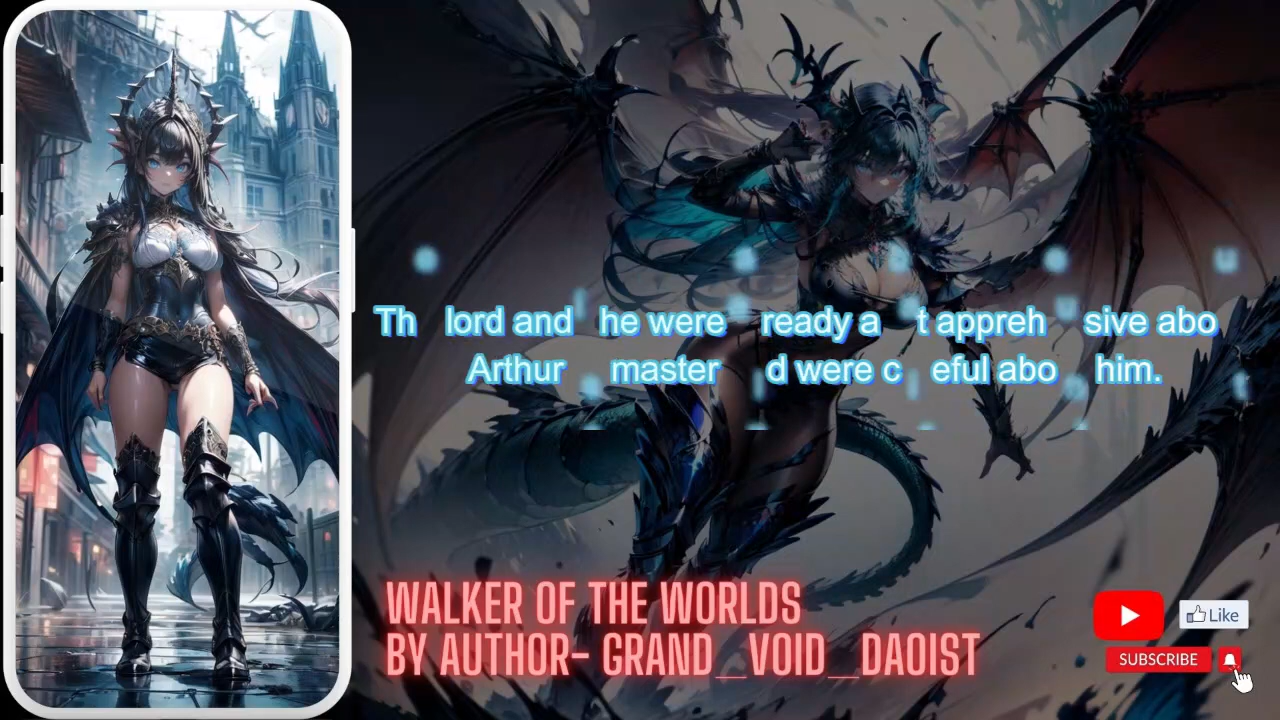 Th lord and he were ready a t appreh sive abo
Arthur master d were c eful abo him.
WALKER OF THE WORLDS
BY AUTHOR- GRAND_VOID_DAOIST
Like
SUBSCRIBE